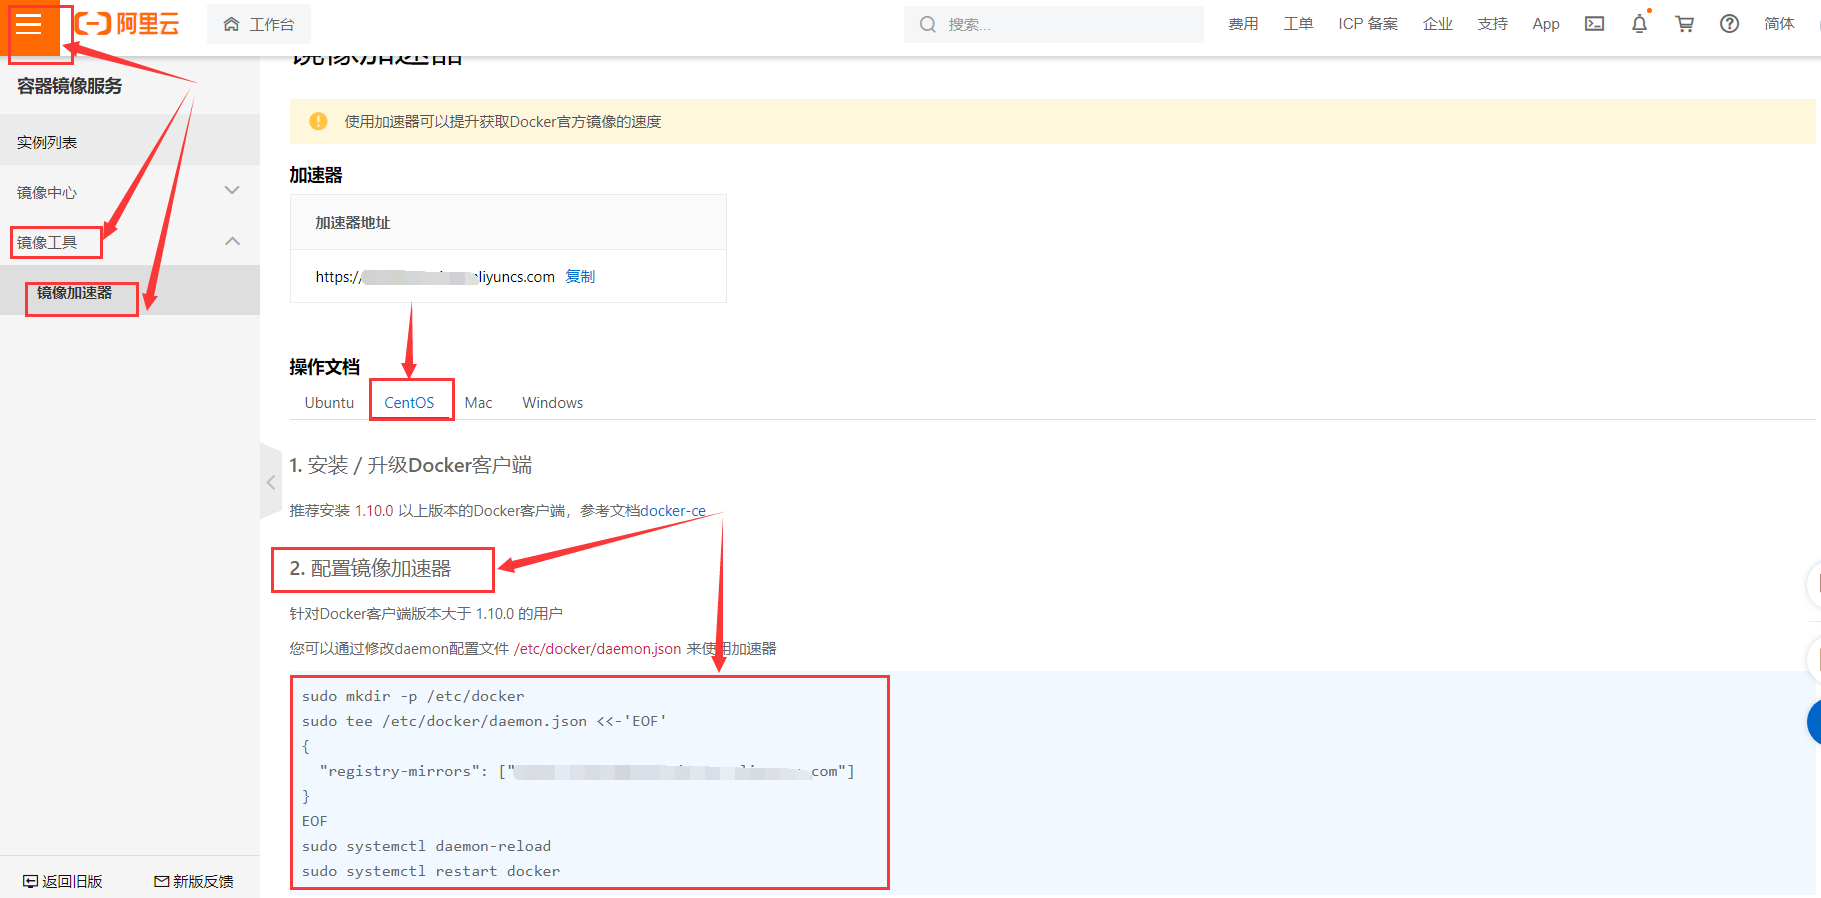 阿里云
工作台
搜索...
费用
工单
ICP 备案
企业
支持
App
简体
容器镜像服务
实例列表
镜像中心
镜像工具
镜像加速器
返回旧版
新版反馈
镜像加速器
使用加速器可以提升获取Docker官方镜像的速度
加速器
加速器地址
https:// liyuncs.com 复制
操作文档
Ubuntu CentOS Mac Windows
1. 安装 / 升级Docker客户端
推荐安装 1.10.0 以上版本的Docker客户端，参考文档docker-ce
2. 配置镜像加速器
针对Docker客户端版本大于 1.10.0 的用户
您可以通过修改daemon配置文件 /etc/docker/daemon.json 来使用加速器
sudo mkdir -p /etc/docker
sudo tee /etc/docker/daemon.json <<-'EOF'
{
"registry-mirrors": [" com"]
}
EOF
sudo systemctl daemon-reload
sudo systemctl restart docker